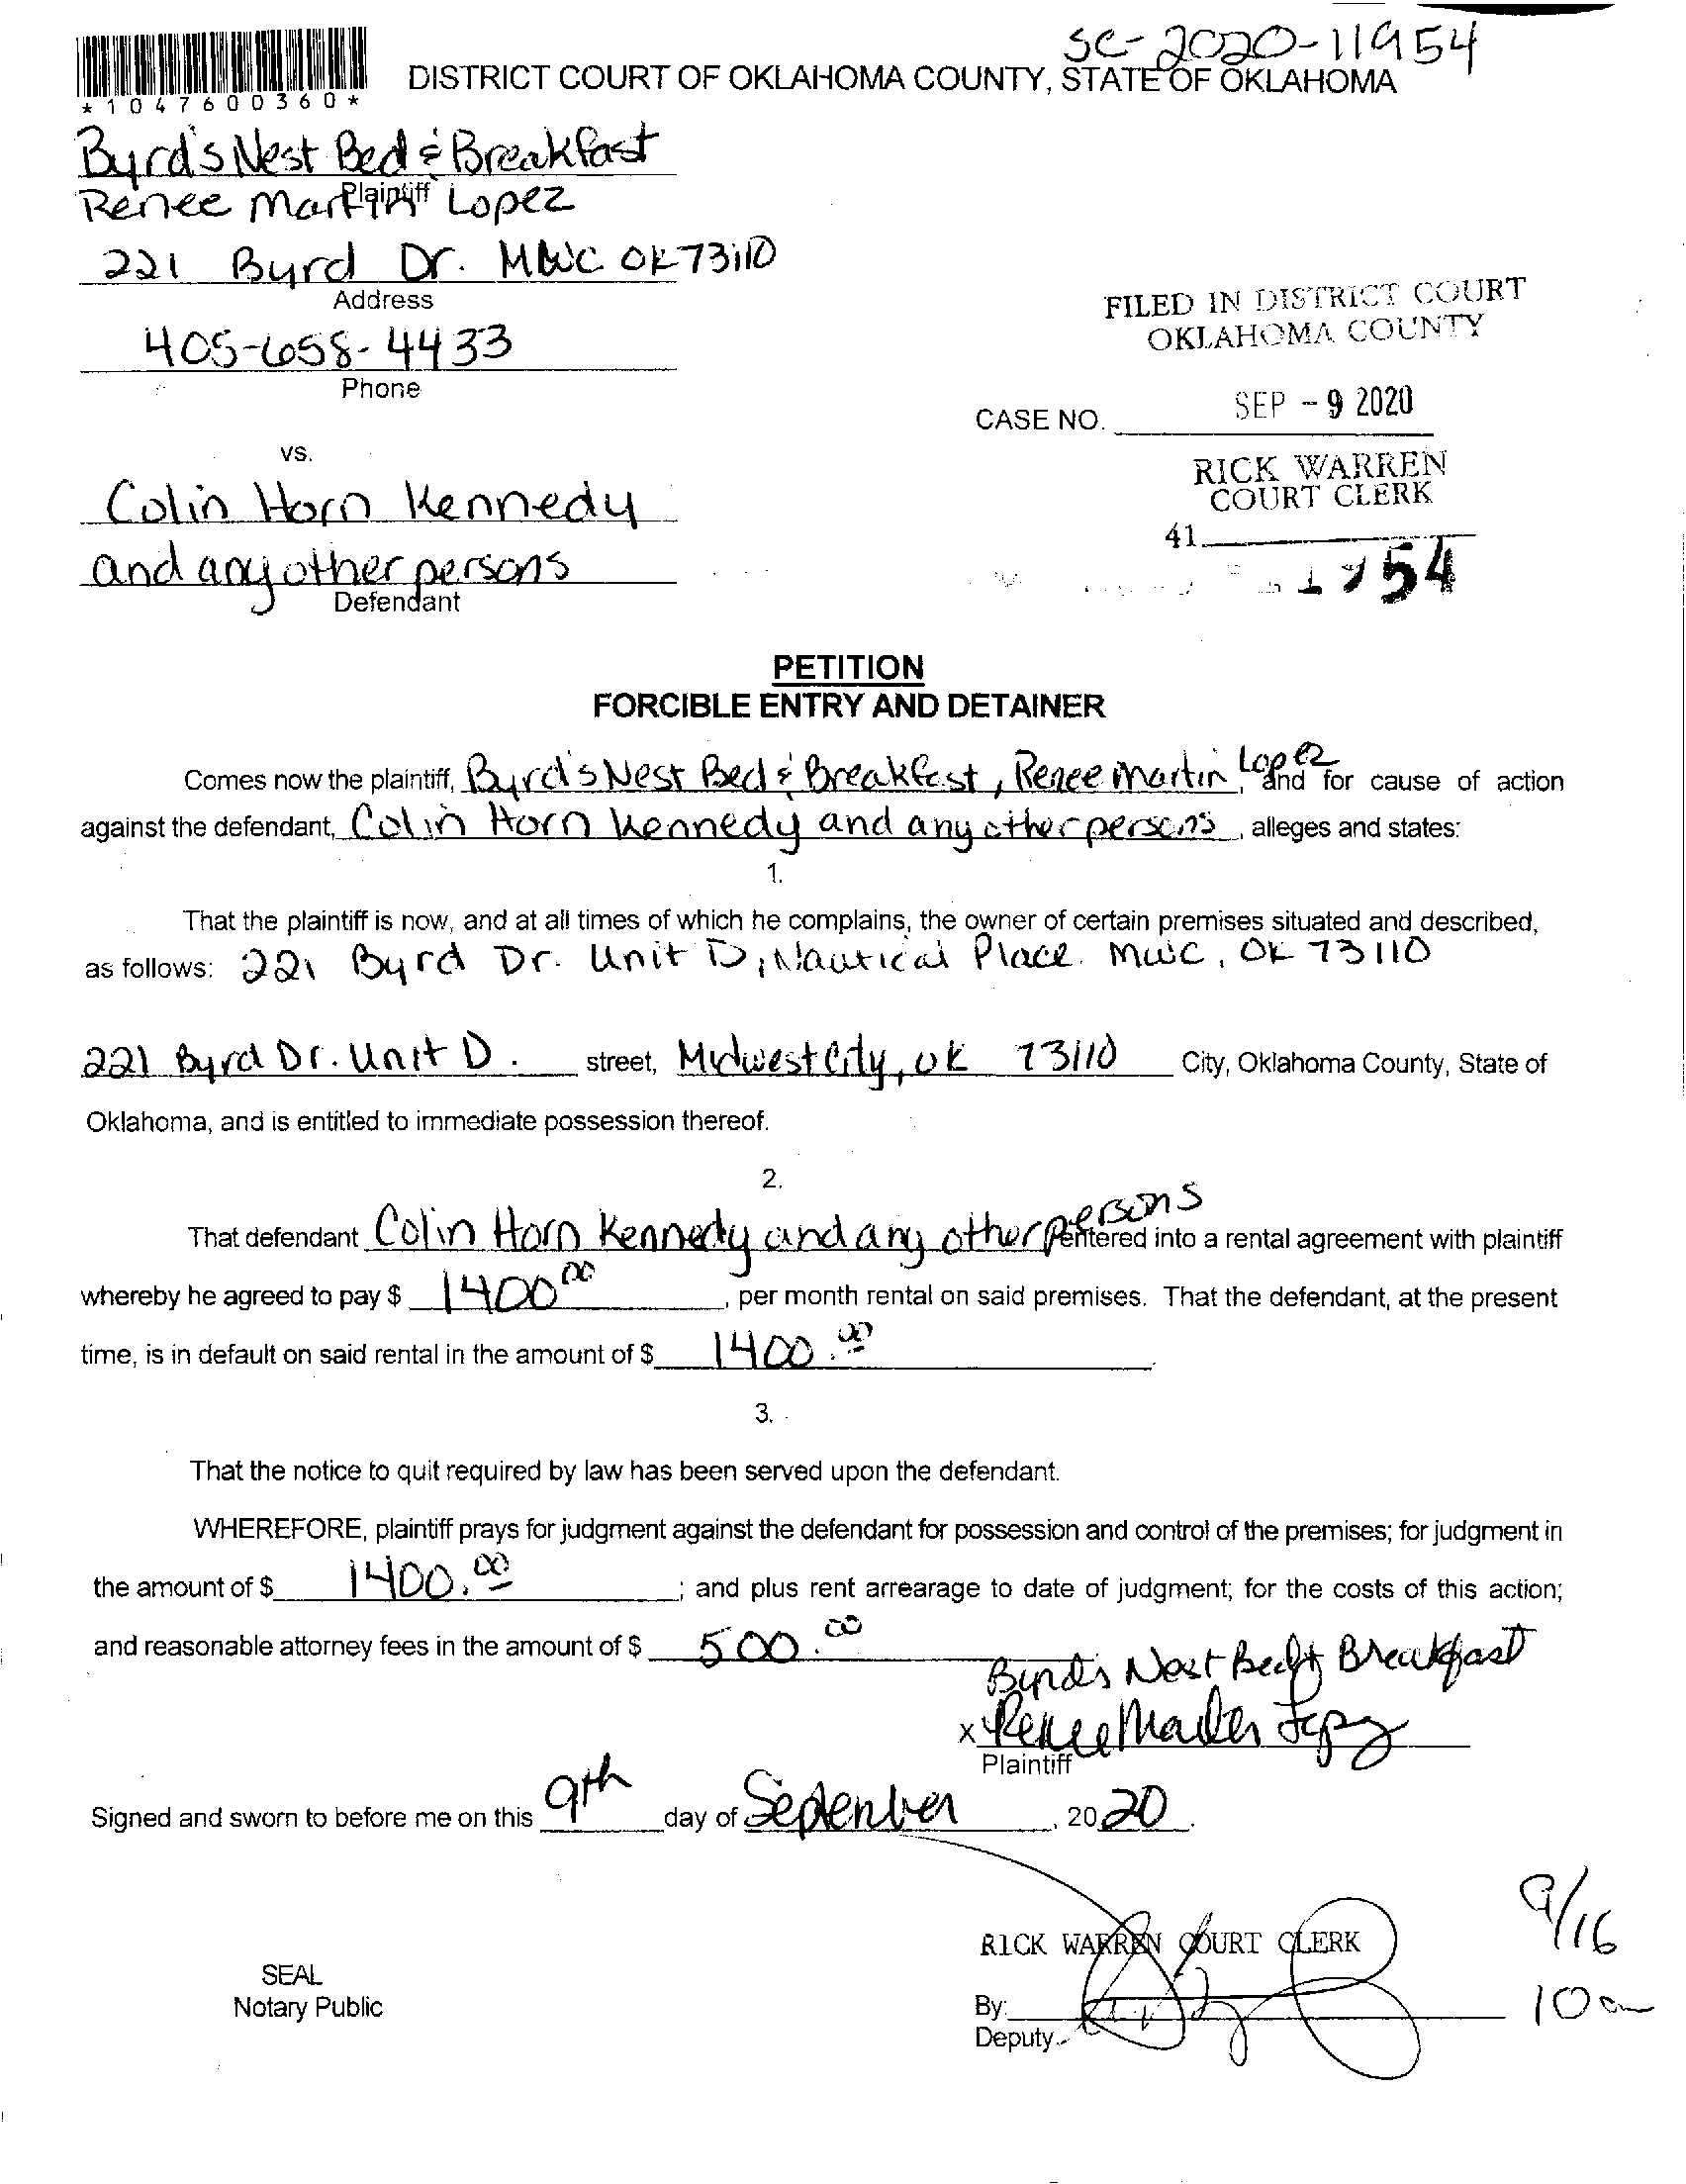 SC-2020-11954
DISTRICT COURT OF OKLAHOMA COUNTY, STATE OF OKLAHOMA
*1047600360*
Byrd's Nest Bed & Breakfast
Plaintiff
Renee Martin Lopez
221 Byrd Dr. MWC OK 73110
Address
405-658-4433
Phone
FILED IN DISTRICT COURT
OKLAHOMA COUNTY
SEP - 9 2020
CASE NO.
RICK WARREN
COURT CLERK
41
vs.
Colin Horn Kennedy
and any other persons
Defendant
54
PETITION
FORCIBLE ENTRY AND DETAINER
Comes now the plaintiff, Byrd's Nest Bed & Breakfast, Renee Martin Lopez, and for cause of action
against the defendant, Colin Horn Kennedy and any other persons, alleges and states:
1.
That the plaintiff is now, and at all times of which he complains, the owner of certain premises situated and described,
as follows: 221 Byrd Dr. Unit D, Nautical Place. MWC, OK 73110
221 Byrd Dr. Unit D. street, Midwest City, OK 73110 City, Oklahoma County, State of
Oklahoma, and is entitled to immediate possession thereof.
2.
That defendant Colin Horn Kennedy and any other persons entered into a rental agreement with plaintiff
whereby he agreed to pay $ 1400 00, per month rental on said premises. That the defendant, at the present
time, is in default on said rental in the amount of $ 1400.00.
3.
That the notice to quit required by law has been served upon the defendant.
WHEREFORE, plaintiff prays for judgment against the defendant for possession and control of the premises; for judgment in
the amount of $ 1400.00; and plus rent arrearage to date of judgment; for the costs of this action;
and reasonable attorney fees in the amount of $ 500.00
Byrd's Nest Bed & Breakfast
x Renee Martin Lopez
Plaintiff
Signed and sworn to before me on this 9th day of September, 2020.
9/16
10am
RICK WARREN COURT CLERK
SEAL
Notary Public
By:
Deputy